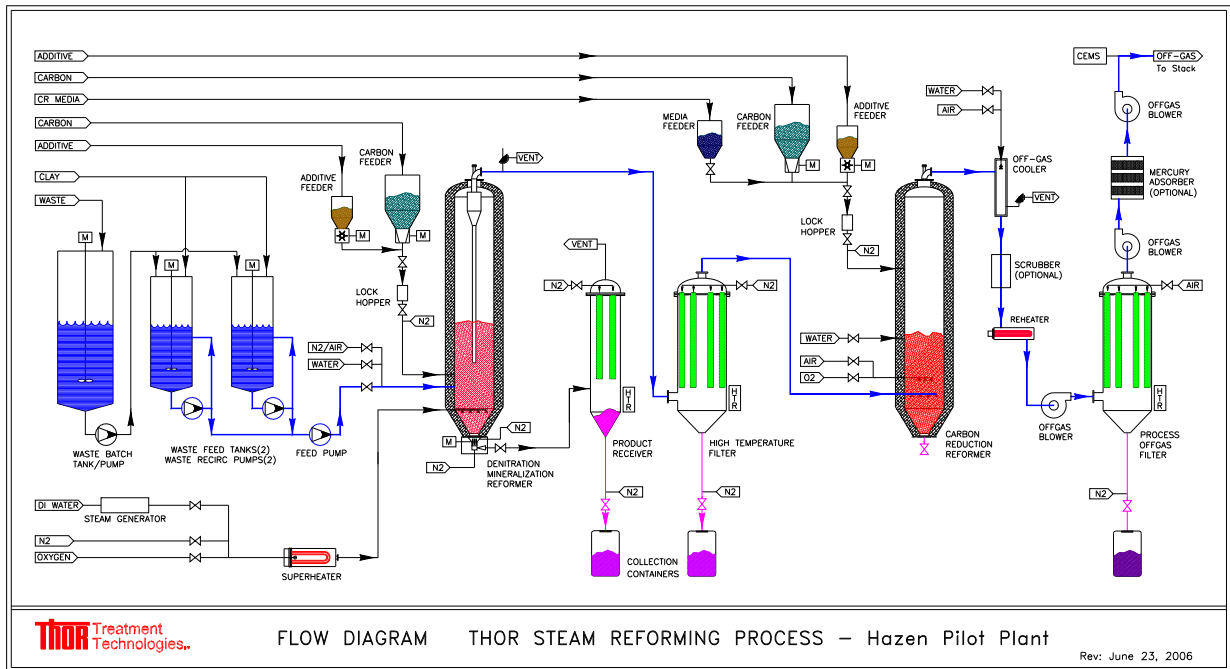 ADDITIVE
CARBON
CR MEDIA
CARBON
ADDITIVE
CLAY
WASTE
M
M
M
WASTE BATCH
TANK/PUMP
WASTE FEED TANKS(2)
WASTE RECIRC PUMPS(2)
FEED PUMP
N2/AIR
WATER
ADDITIVE
FEEDER
M
CARBON
FEEDER
M
LOCK
HOPPER
N2
VENT
M
N2
N2
DENITRATION
MINERALIZATION
REFORMER
DI WATER
STEAM GENERATOR
N2
OXYGEN
SUPERHEATER
VENT
N2
HTR
PRODUCT
RECEIVER
N2
COLLECTION
CONTAINERS
N2
HTR
HIGH TEMPERATURE
FILTER
N2
MEDIA
FEEDER
CARBON
FEEDER
M
ADDITIVE
FEEDER
M
LOCK
HOPPER
N2
WATER
AIR
O2
CARBON
REDUCTION
REFORMER
WATER
AIR
OFF-GAS
COOLER
VENT
SCRUBBER
(OPTIONAL)
REHEATER
OFFGAS
BLOWER
CEMS
OFF-GAS
To Stack
OFFGAS
BLOWER
MERCURY
ADSORBER
(OPTIONAL)
OFFGAS
BLOWER
AIR
HTR
PROCESS
OFFGAS
FILTER
N2
THOR Treatment
Technologies
FLOW DIAGRAM THOR STEAM REFORMING PROCESS – Hazen Pilot Plant
Rev: June 23, 2006